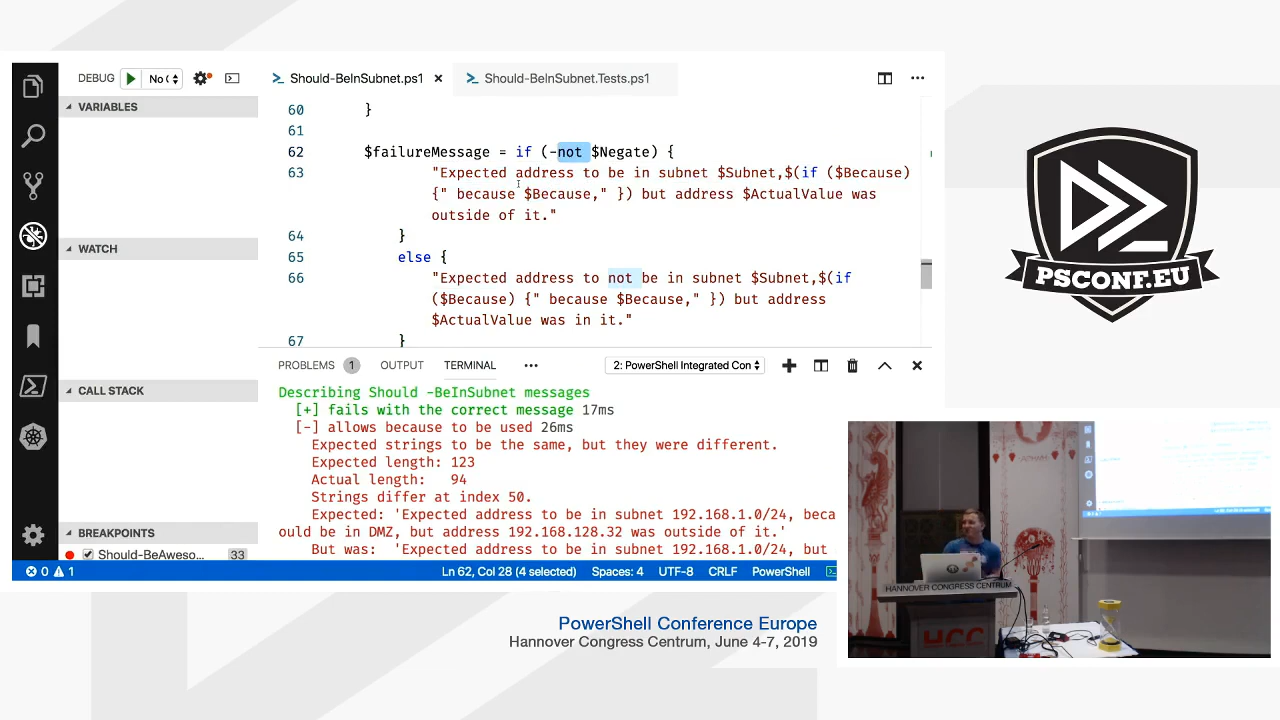 DEBUG
No (
Should-BeInSubnet.ps1
Should-BeInSubnet.Tests.ps1
VARIABLES
WATCH
CALL STACK
BREAKPOINTS
Should-BeAweso...
33
60 }
61
62 $failureMessage = if (-not $Negate) {
63 "Expected address to be in subnet $Subnet,$(if ($Because)
{" because $Because," }) but address $ActualValue was
outside of it."
64 }
65 else {
66 "Expected address to not be in subnet $Subnet,$(if
($Because) {" because $Because," }) but address
$ActualValue was in it."
67 }
PROBLEMS 1 OUTPUT TERMINAL ... 2: PowerShell Integrated Con
Describing Should -BeInSubnet messages
[+] fails with the correct message 17ms
[-] allows because to be used 26ms
Expected strings to be the same, but they were different.
Expected length: 123
Actual length: 94
Strings differ at index 50.
Expected: 'Expected address to be in subnet 192.168.1.0/24, beca
ould be in DMZ, but address 192.168.128.32 was outside of it.'
But was: 'Expected address to be in subnet 192.168.1.0/24, but
0 1 Ln 62, Col 28 (4 selected) Spaces: 4 UTF-8 CRLF PowerShell
PSCONF.EU
HANNOVER CONGRESS CENTRUM
HCC
PowerShell Conference Europe
Hannover Congress Centrum, June 4-7, 2019